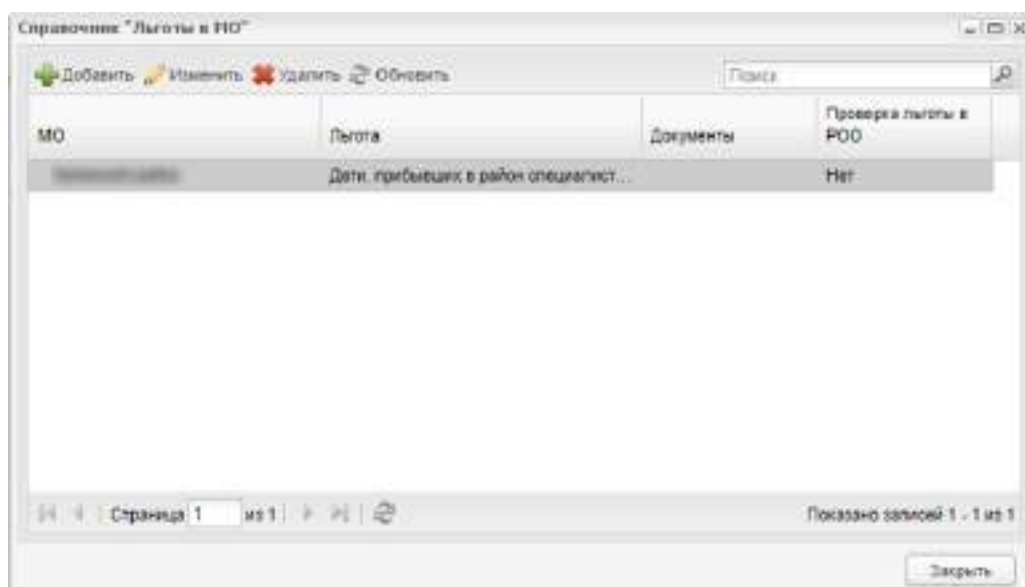 Справочник "Льготы в МО"
Добавить Изменить Удалить Обновить Поиск
МО Льгота Документы Проверка льготы в
РОО
Дети, прибывших в район специалист... Нет
Страница 1 из 1 Показано записей 1 - 1 из 1
Закрыть